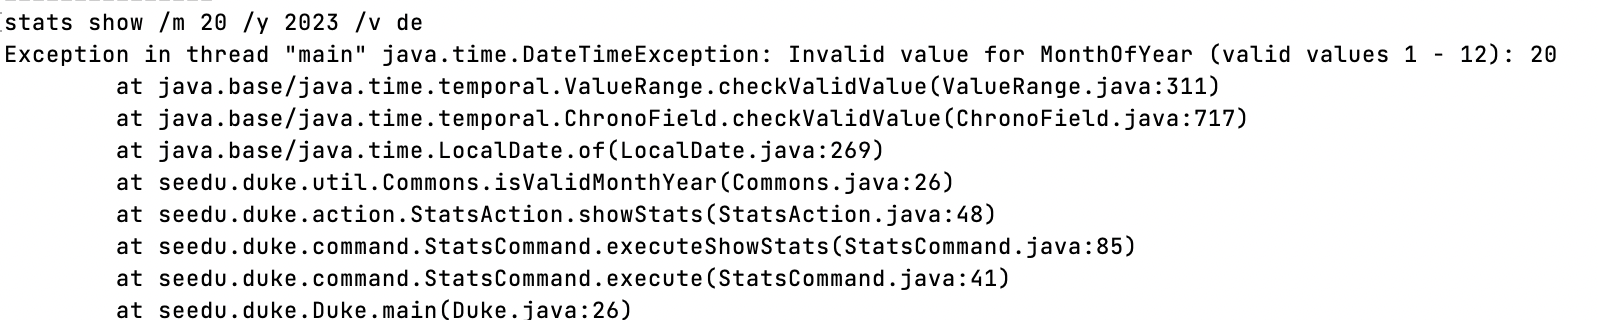 stats show /m 20 /y 2023 /v de
Exception in thread "main" java.time.DateTimeException: Invalid value for MonthOfYear (valid values 1 - 12): 20
at java.base/java.time.temporal.ValueRange.checkValidValue(ValueRange.java:311)
at java.base/java.time.temporal.ChronoField.checkValidValue(ChronoField.java:717)
at java.base/java.time.LocalDate.of(LocalDate.java:269)
at seedu.duke.util.Commons.isValidMonthYear(Commons.java:26)
at seedu.duke.action.StatsAction.showStats(StatsAction.java:48)
at seedu.duke.command.StatsCommand.executeShowStats(StatsCommand.java:85)
at seedu.duke.command.StatsCommand.execute(StatsCommand.java:41)
at seedu.duke.Duke.main(Duke.java:26)